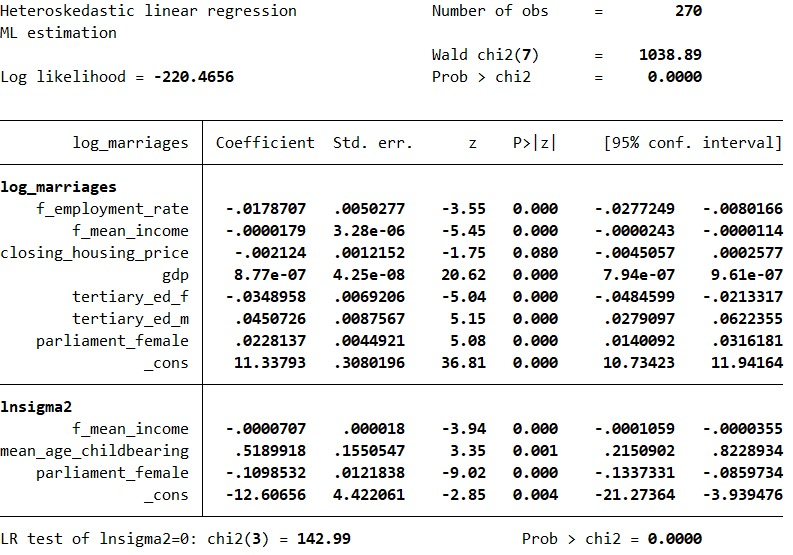 Heteroskedastic linear regression Number of obs = 270
ML estimation
Wald chi2(7) = 1038.89
Log likelihood = -220.4656 Prob > chi2 = 0.0000
log_marriages Coefficient Std. err. z P>|z| [95% conf. interval]
log_marriages
f_employment_rate -.0178707 .0050277 -3.55 0.000 -.0277249 -.0080166
f_mean_income -.0000179 3.28e-06 -5.45 0.000 -.0000243 -.0000114
closing_housing_price -.002124 .0012152 -1.75 0.080 -.0045057 .0002577
gdp 8.77e-07 4.25e-08 20.62 0.000 7.94e-07 9.61e-07
tertiary_ed_f -.0348958 .0069206 -5.04 0.000 -.0484599 -.0213317
tertiary_ed_m .0450726 .0087567 5.15 0.000 .0279097 .0622355
parliament_female .0228137 .0044921 5.08 0.000 .0140092 .0316181
_cons 11.33793 .3080196 36.81 0.000 10.73423 11.94164
lnsigma2
f_mean_income -.0000707 .000018 -3.94 0.000 -.0001059 -.0000355
mean_age_childbearing .5189918 .1550547 3.35 0.001 .2150902 .8228934
parliament_female -.1098532 .0121838 -9.02 0.000 -.1337331 -.0859734
_cons -12.60656 4.422061 -2.85 0.004 -21.27364 -3.939476
LR test of lnsigma2=0: chi2(3) = 142.99 Prob > chi2 = 0.0000